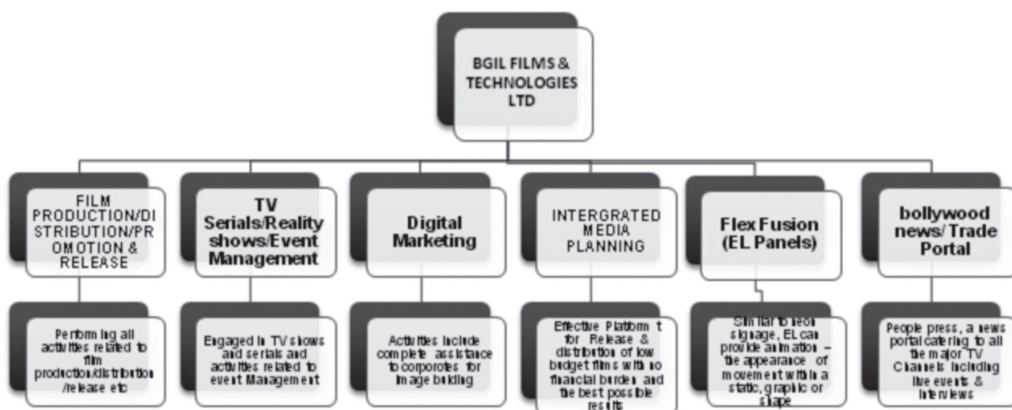 BGIL FILMS &
TECHNOLOGIES
LTD
FILM
PRODUCTION/DI
STRIBUTION/PR
OMOTION &
RELEASE
TV
Serials/Reality
shows/Event
Management
Digital
Marketing
INTERGRATED
MEDIA
PLANNING
Flex Fusion
(EL Panels)
bollywood
news/ Trade
Portal
Performing all
activities related to
film
production/distribution
/release etc
Engaged in TV shows
and serials and
activities related to
event Management
Activities include
complete assistance
to corporotes for
image building
Effective Platform t
for Release &
distribution of low
budget films with no
financial burden and
the best possible
results
Similar to neon
signage, EL can
provide animation –
the appearance of
movement within a
static, graphic or
shape
People press, a news
portal catering to all
the major TV
Channels Including
live events &
Interviews